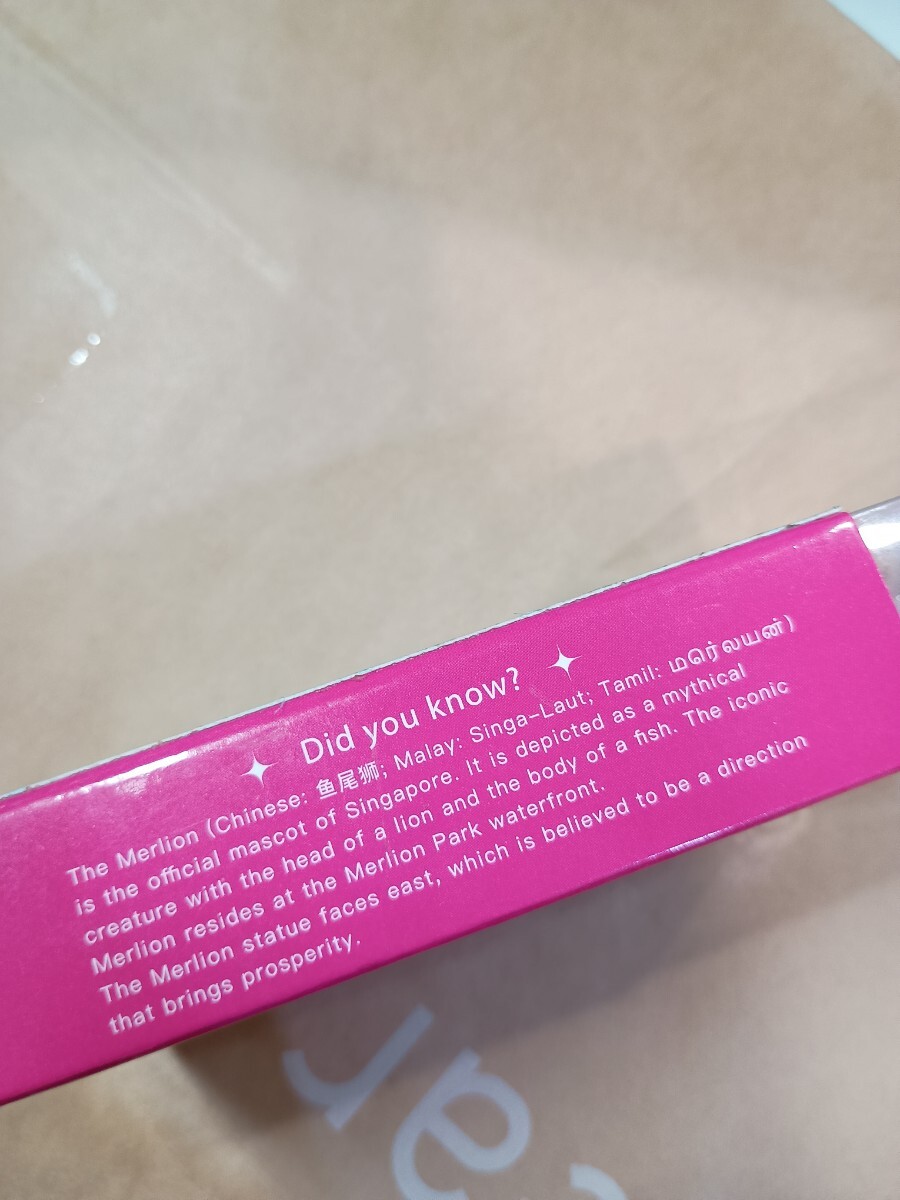 Did you know?
The Merlion (Chinese: 鱼尾狮; Malay: Singa-Laut; Tamil: மரெ்லயன்)
is the official mascot of Singapore. It is depicted as a mythical
creature with the head of a lion and the body of a fish. The iconic
Merlion resides at the Merlion Park waterfront.
The Merlion statue faces east, which is believed to be a direction
that brings prosperity.